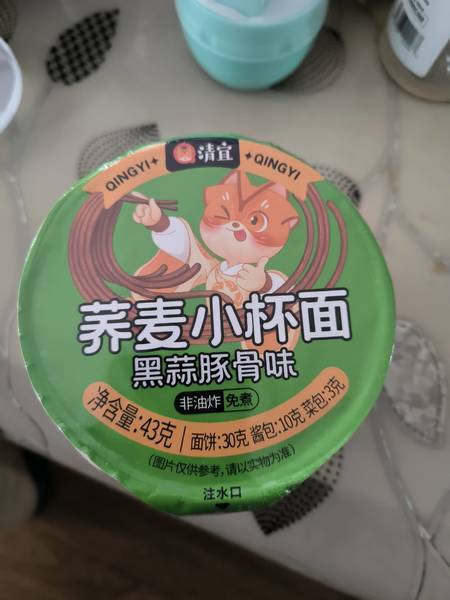 清宜
QINGYI
QINGYI
荞麦小杯面
黑蒜豚骨味
非油炸 免煮
净含量:43克 面饼:30克 酱包:10克 菜包:3克
(图片仅供参考,请以实物为准)
注水口